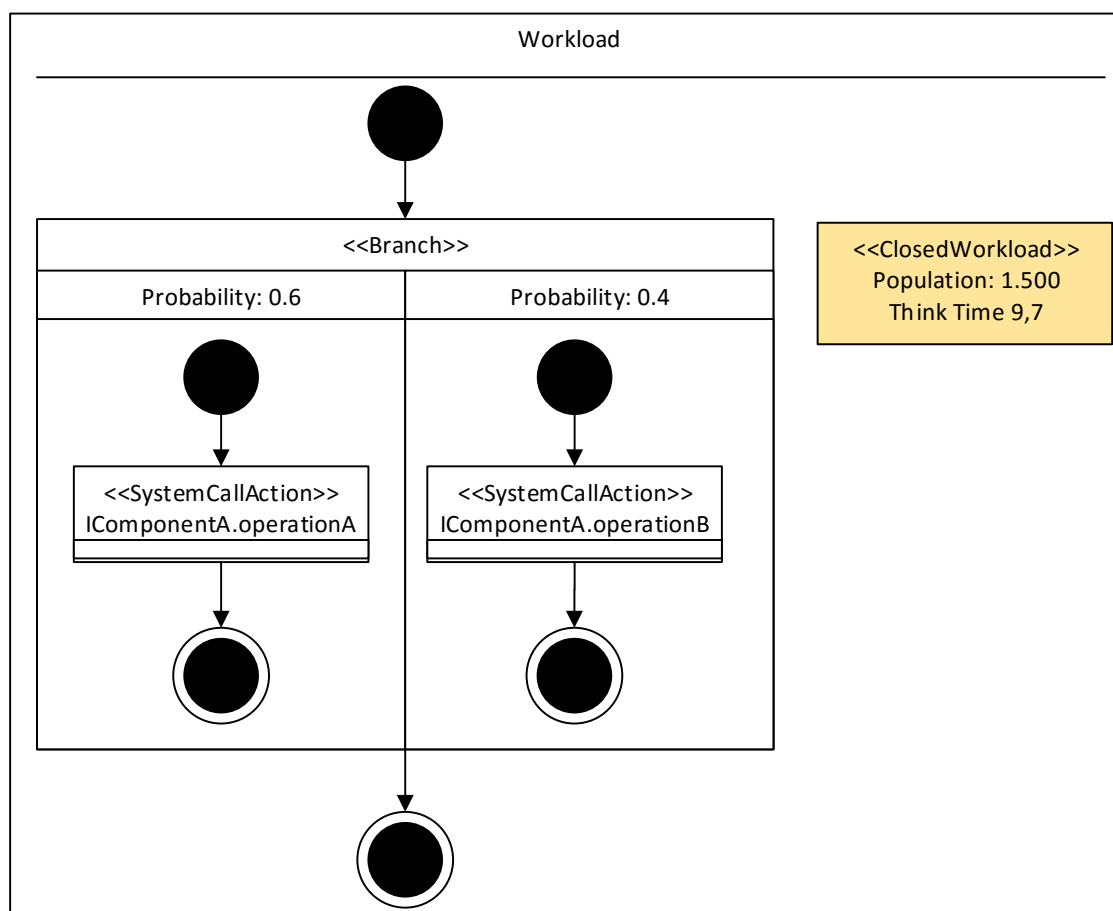 Workload
<<Branch>>
Probability: 0.6
Probability: 0.4
<<SystemCallAction>>
IComponentA.operationA
<<SystemCallAction>>
IComponentA.operationB
<<ClosedWorkload>>
Population: 1.500
Think Time 9,7